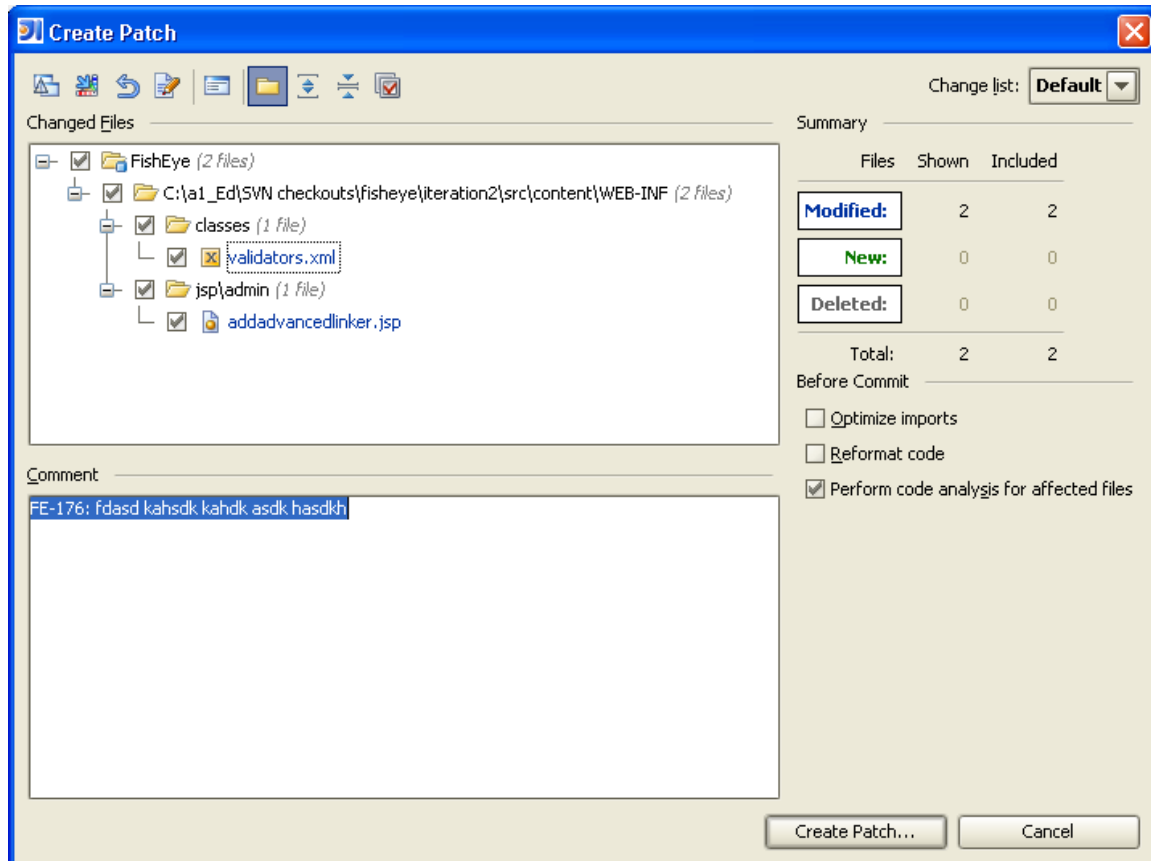 Create Patch
Change list: Default
Changed Files
FishEye (2 files)
C:\a1_Ed\SVN checkouts\fisheye\iteration2\src\content\WEB-INF (2 files)
classes (1 file)
validators.xml
jsp\admin (1 file)
addadvancedlinker.jsp
Summary
Files Shown Included
Modified: 2 2
New: 0 0
Deleted: 0 0
Total: 2 2
Before Commit
Optimize imports
Reformat code
Perform code analysis for affected files
Comment
FE-176: fdasd kahsdk kahdk asdk hasdkh
Create Patch... Cancel